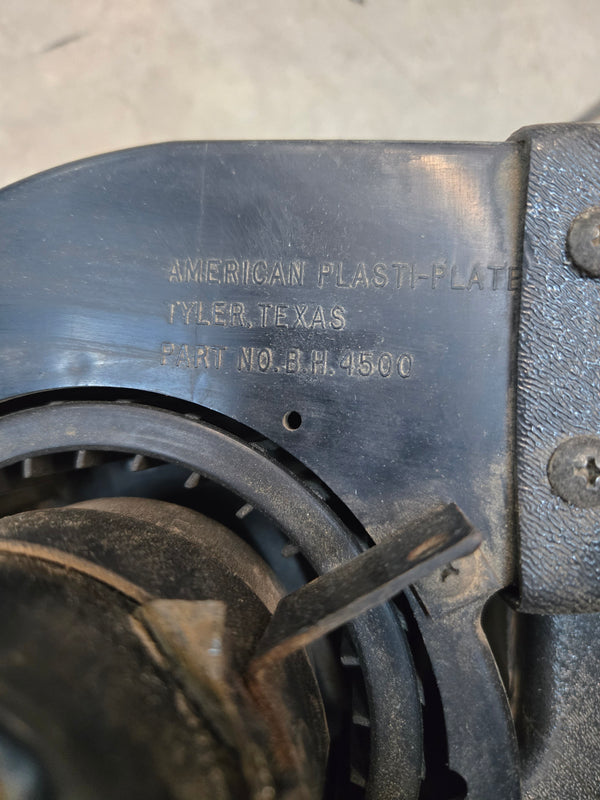 AMERICAN PLASTI-PLATE
TYLER, TEXAS
PART NO. B.H. 4500